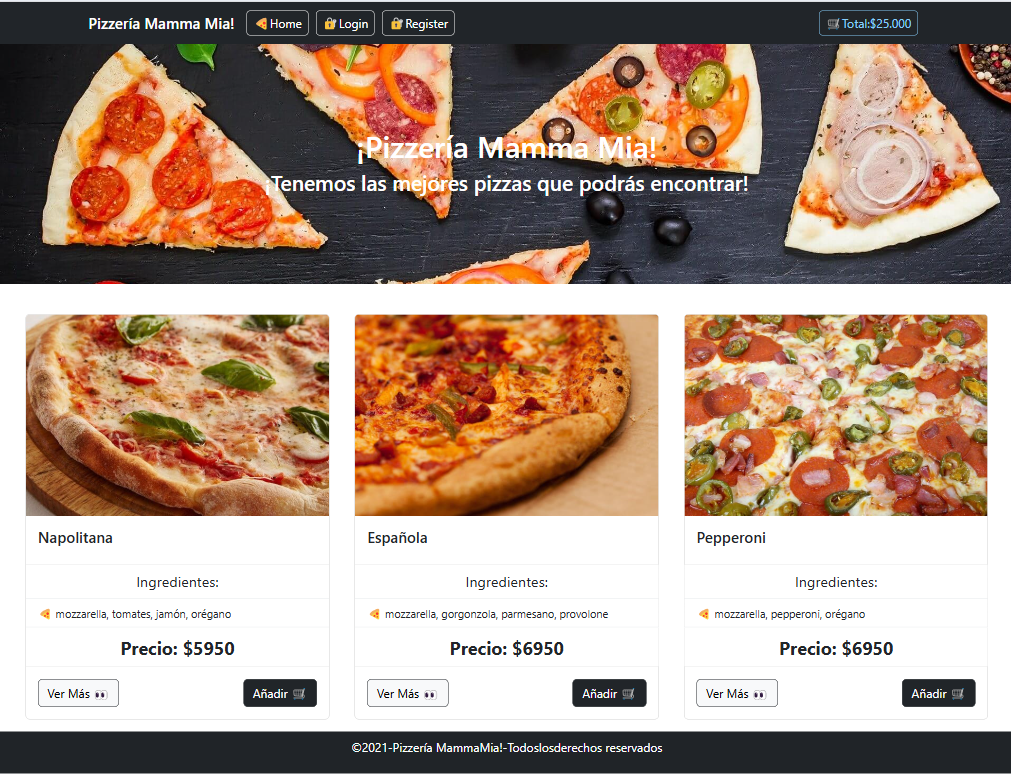 Pizzería Mamma Mia! 🍕Home 🔐Login 🔐Register 🛒Total:$25.000
¡Pizzería Mamma Mia!
¡Tenemos las mejores pizzas que podrás encontrar!
Napolitana
Ingredientes:
🍕 mozzarella, tomates, jamón, orégano
Precio: $5950
Ver Más 👀 Añadir 🛒
Española
Ingredientes:
🍕 mozzarella, gorgonzola, parmesano, provolone
Precio: $6950
Ver Más 👀 Añadir 🛒
Pepperoni
Ingredientes:
🍕 mozzarella, pepperoni, orégano
Precio: $6950
Ver Más 👀 Añadir 🛒
©2021-Pizzería MammaMia!-Todoslosderechos reservados